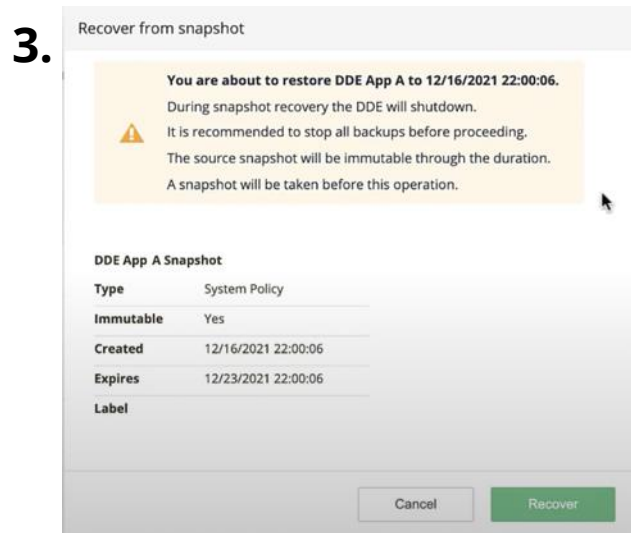 3.
Recover from snapshot
You are about to restore DDE App A to 12/16/2021 22:00:06.
During snapshot recovery the DDE will shutdown.
It is recommended to stop all backups before proceeding.
The source snapshot will be immutable through the duration.
A snapshot will be taken before this operation.
DDE App A Snapshot
Type System Policy
Immutable Yes
Created 12/16/2021 22:00:06
Expires 12/23/2021 22:00:06
Label
Cancel Recover